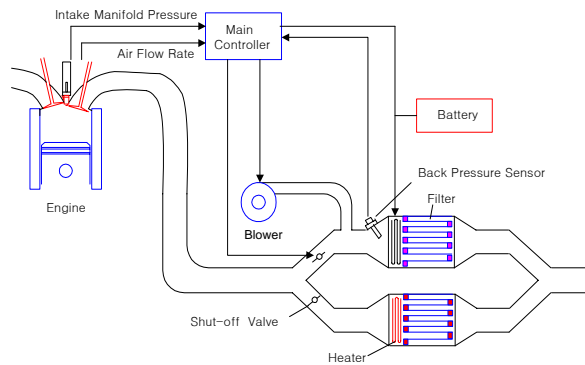 Intake Manifold Pressure
Main
Controller
Air Flow Rate
Battery
Back Pressure Sensor
Filter
Engine
Blower
Shut-off Valve
Heater